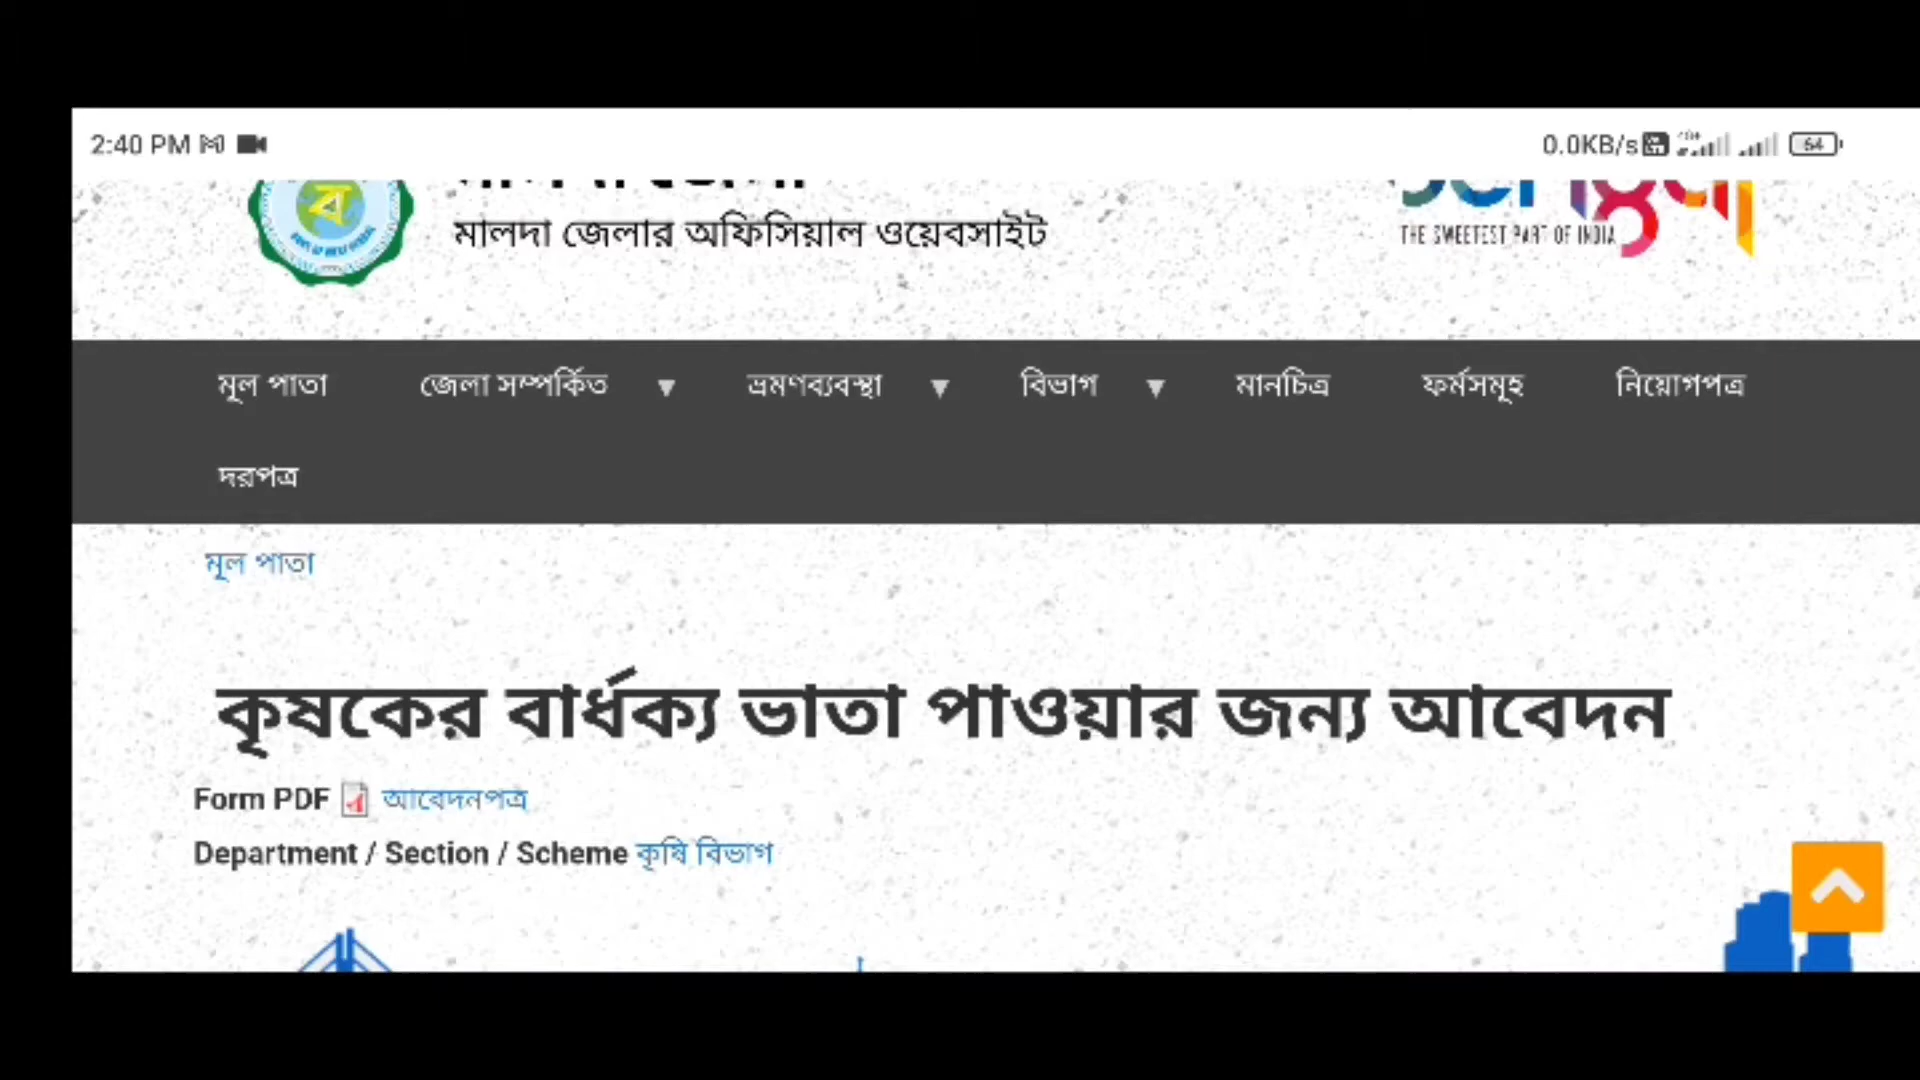 2:40 PM
0.0KB/s
64
মালদা জেলার অফিসিয়াল ওয়েবসাইট
THE SWEETEST PART OF INDIA
মূল পাতা
জেলা সম্পর্কিত ▼
ভ্রমণব্যবস্থা ▼
বিভাগ ▼
মানচিত্র
ফর্মসমূহ
নিয়োগপত্র
দরপত্র
মূল পাতা
কৃষকের বার্ধক্য ভাতা পাওয়ার জন্য আবেদন
Form PDF আবেদনপত্র
Department / Section / Scheme কৃষি বিভাগ